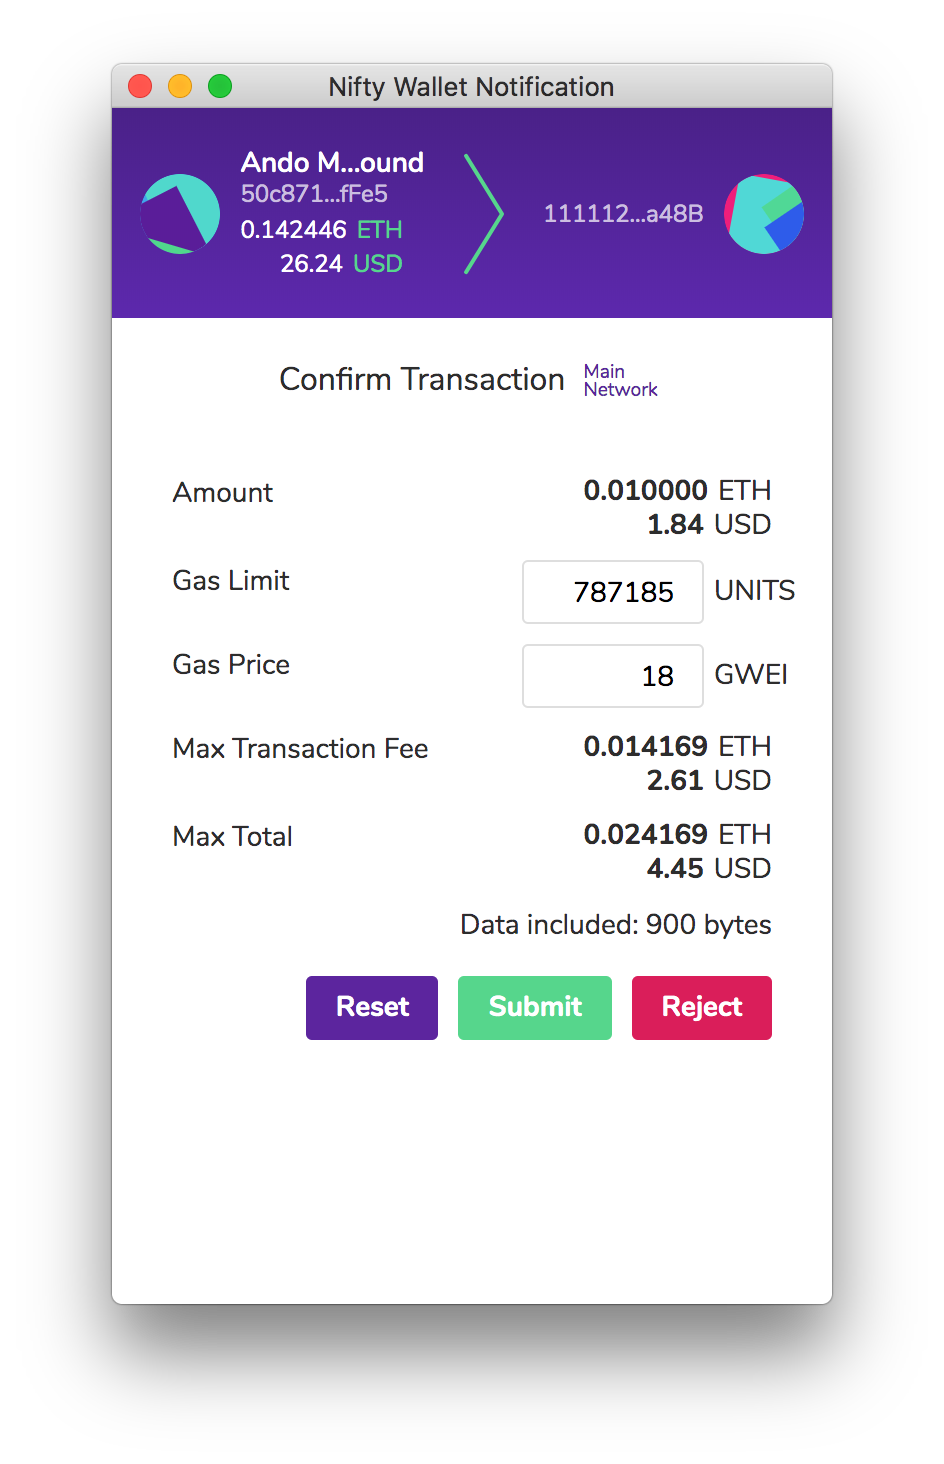 Nifty Wallet Notification
Ando M...ound
50c871...fFe5
0.142446 ETH
26.24 USD
111112...a48B
Confirm Transaction
Main
Network
Amount
0.010000 ETH
1.84 USD
Gas Limit
787185 UNITS
Gas Price
18 GWEI
Max Transaction Fee
0.014169 ETH
2.61 USD
Max Total
0.024169 ETH
4.45 USD
Data included: 900 bytes
Reset Submit Reject